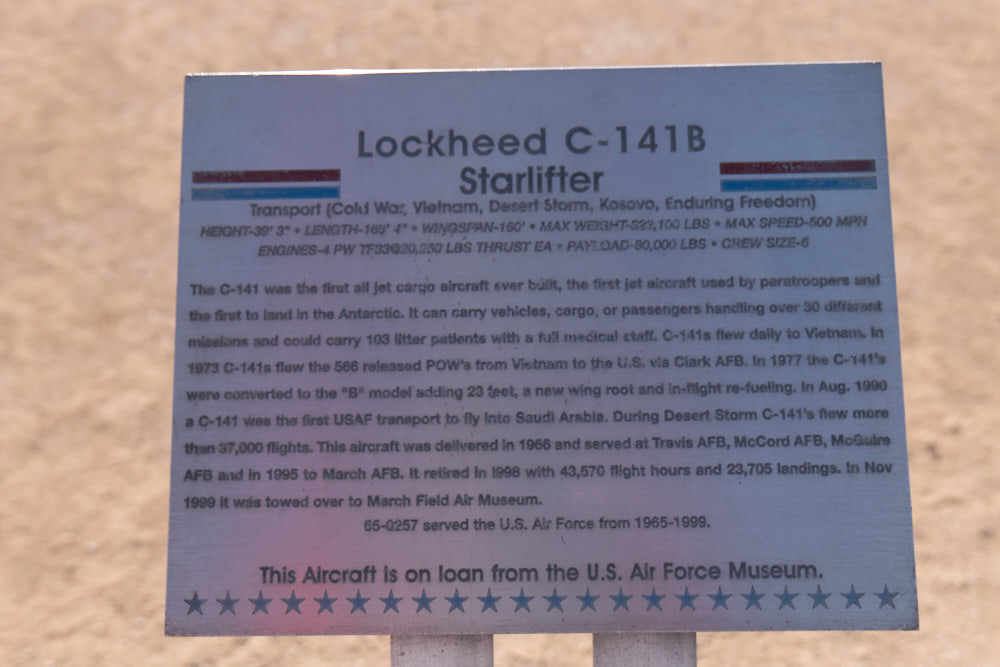 Lockheed C-141B
Starlifter
Transport (Cold War, Vietnam, Desert Storm, Kosovo, Enduring Freedom)
HEIGHT-39' 3" • LENGTH-168' 4" • WINGSPAN-160' • MAX WEIGHT-323,100 LBS • MAX SPEED-500 MPH
ENGINES-4 PW TF33@20,250 LBS THRUST EA • PAYLOAD-80,000 LBS • CREW SIZE-6
The C-141 was the first all jet cargo aircraft ever built, the first jet aircraft used by paratroopers and
the first to land in the Antarctic. It can carry vehicles, cargo, or passengers handling over 30 different
missions and could carry 103 litter patients with a full medical staff. C-141s flew daily to Vietnam. In
1973 C-141s flew the 566 released POW's from Vietnam to the U.S. via Clark AFB. In 1977 the C-141's
were converted to the "B" model adding 23 feet, a new wing root and in-flight re-fueling. In Aug. 1990
a C-141 was the first USAF transport to fly into Saudi Arabia. During Desert Storm C-141's flew more
than 37,000 flights. This aircraft was delivered in 1966 and served at Travis AFB, McCord AFB, McGuire
AFB and in 1995 to March AFB. It retired in 1998 with 43,570 flight hours and 23,705 landings. In Nov
1999 it was towed over to March Field Air Museum.
65-0257 served the U.S. Air Force from 1965-1999.
This Aircraft is on loan from the U.S. Air Force Museum.